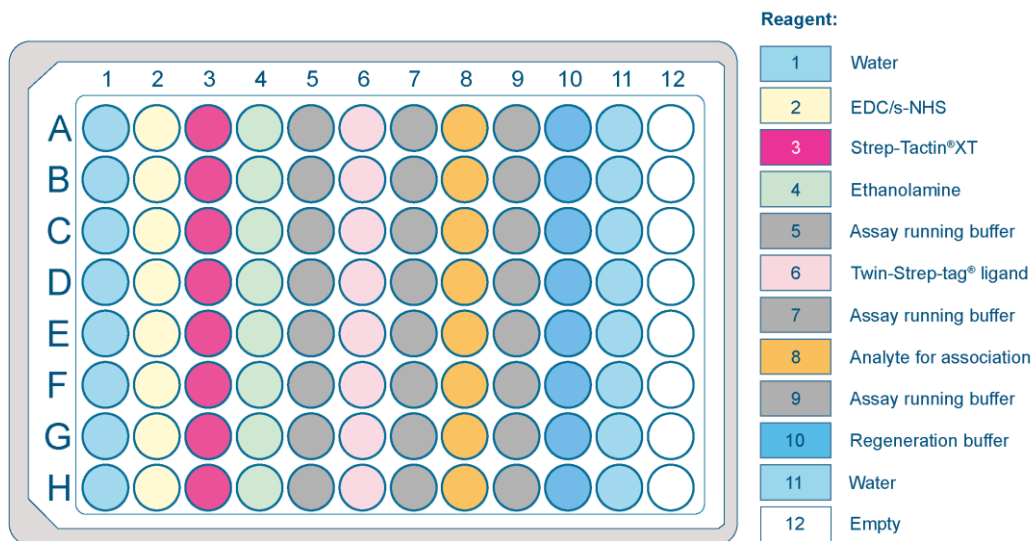 Reagent:
1 2 3 4 5 6 7 8 9 10 11 12
A
B
C
D
E
F
G
H
1 Water
2 EDC/s-NHS
3 Strep-Tactin®XT
4 Ethanolamine
5 Assay running buffer
6 Twin-Strep-tag® ligand
7 Assay running buffer
8 Analyte for association
9 Assay running buffer
10 Regeneration buffer
11 Water
12 Empty